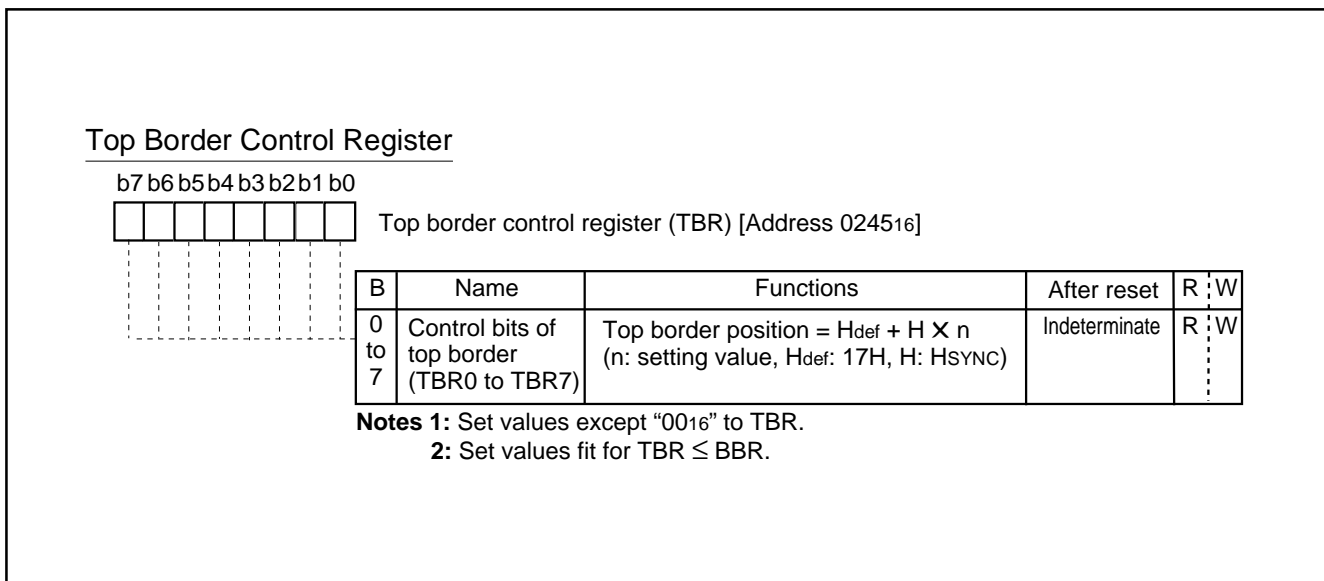 Top Border Control Register
b7 b6 b5 b4 b3 b2 b1 b0
Top border control register (TBR) [Address 024516]
B Name Functions After reset R W
0 to 7 Control bits of top border (TBR0 to TBR7) Top border position = Hdef + H X n (n: setting value, Hdef: 17H, H: HSYNC) Indeterminate R W
Notes 1: Set values except “0016” to TBR.
2: Set values fit for TBR ≤ BBR.